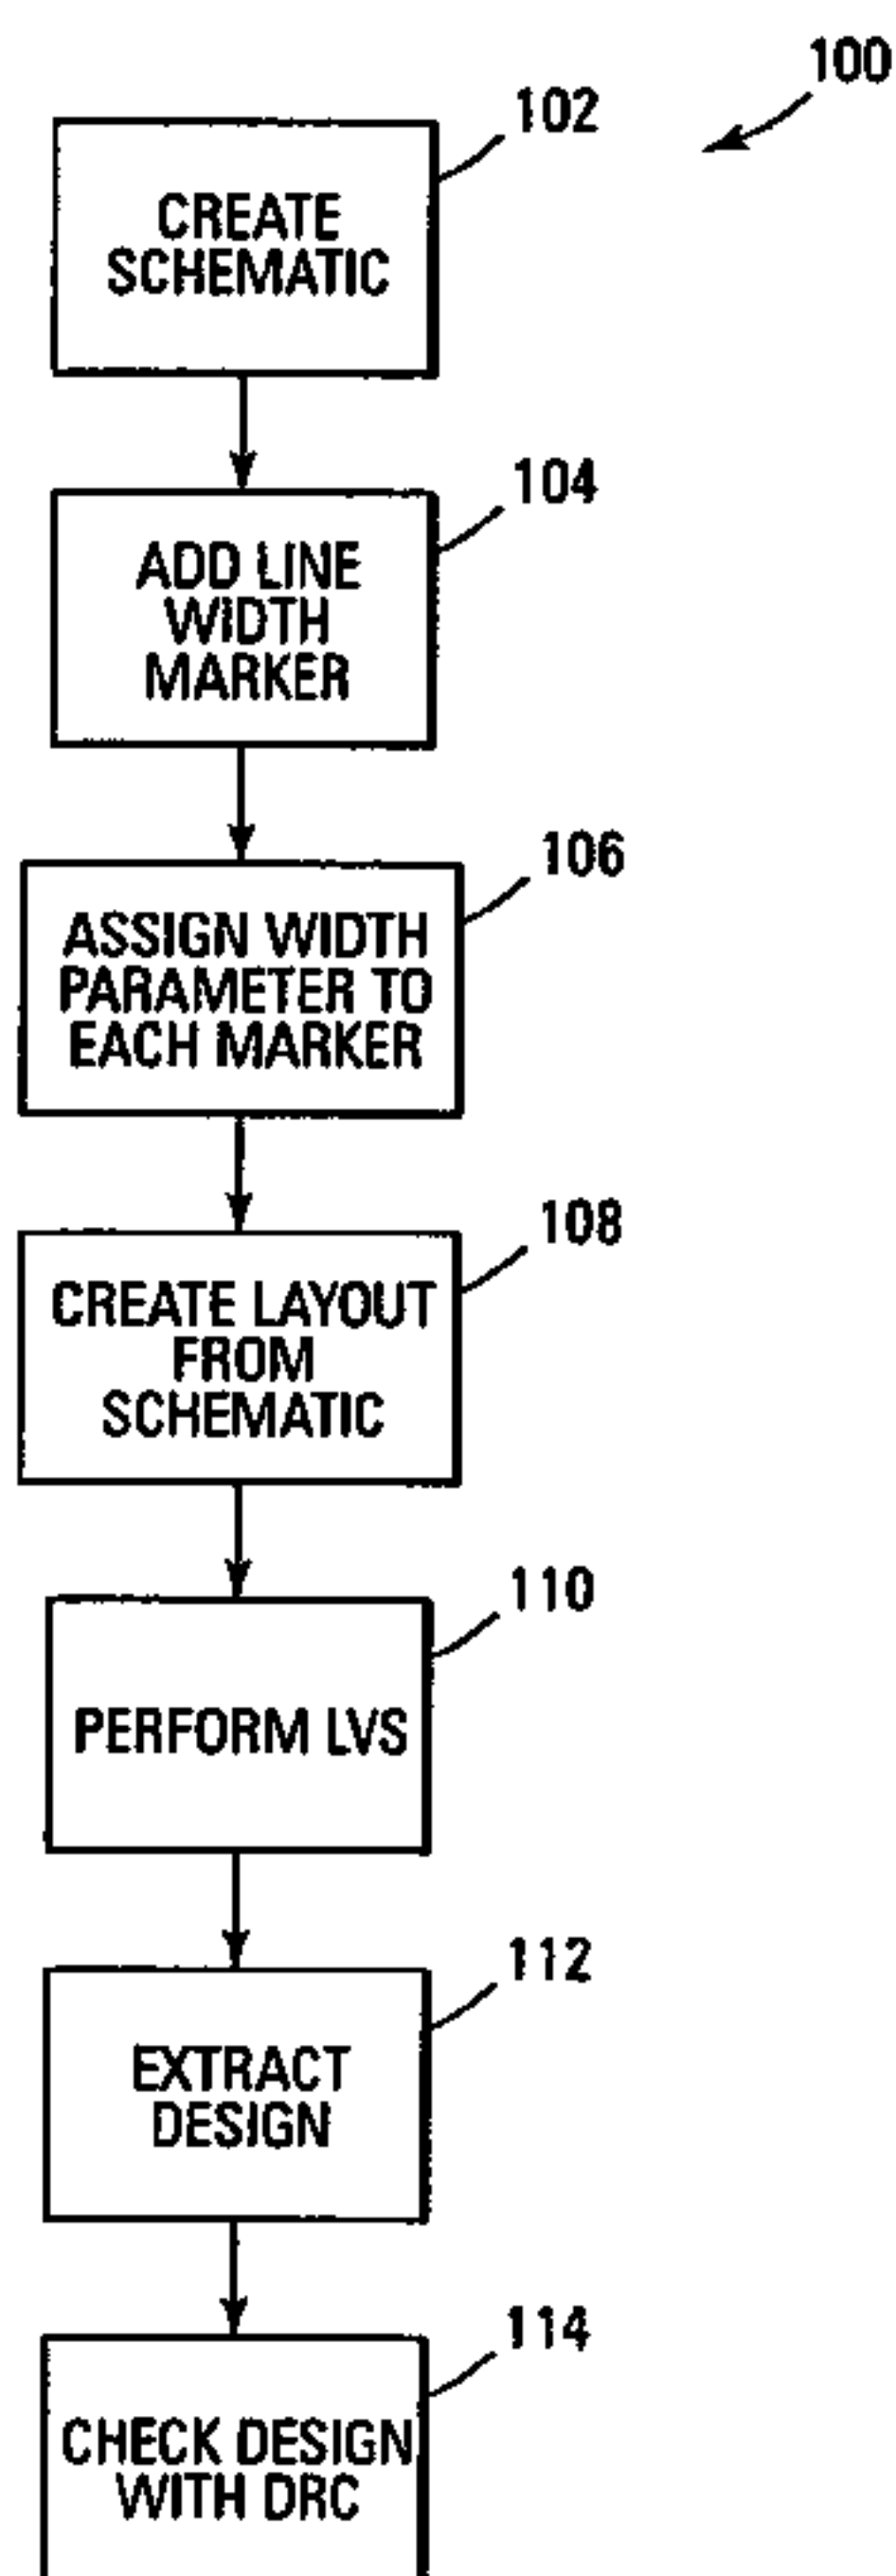 100
102
CREATE
SCHEMATIC
104
ADD LINE
WIDTH
MARKER
106
ASSIGN WIDTH
PARAMETER TO
EACH MARKER
108
CREATE LAYOUT
FROM
SCHEMATIC
110
PERFORM LVS
112
EXTRACT
DESIGN
114
CHECK DESIGN
WITH DRC